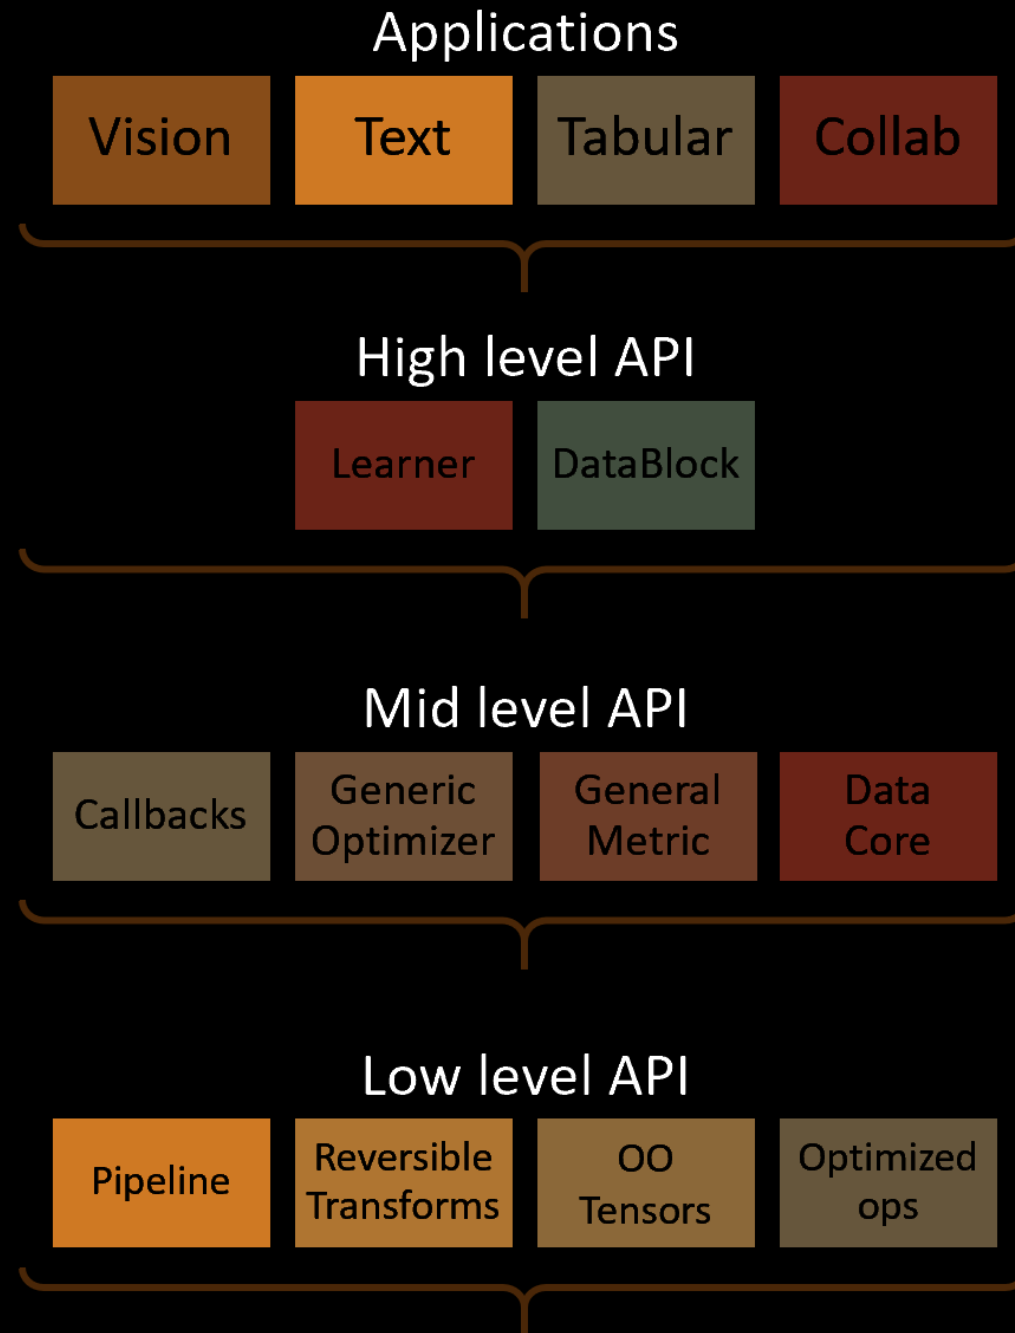 Applications
Vision
Text
Tabular
Collab
High level API
Learner
DataBlock
Mid level API
Callbacks
Generic
Optimizer
General
Metric
Data
Core
Low level API
Pipeline
Reversible
Transforms
OO
Tensors
Optimized
ops